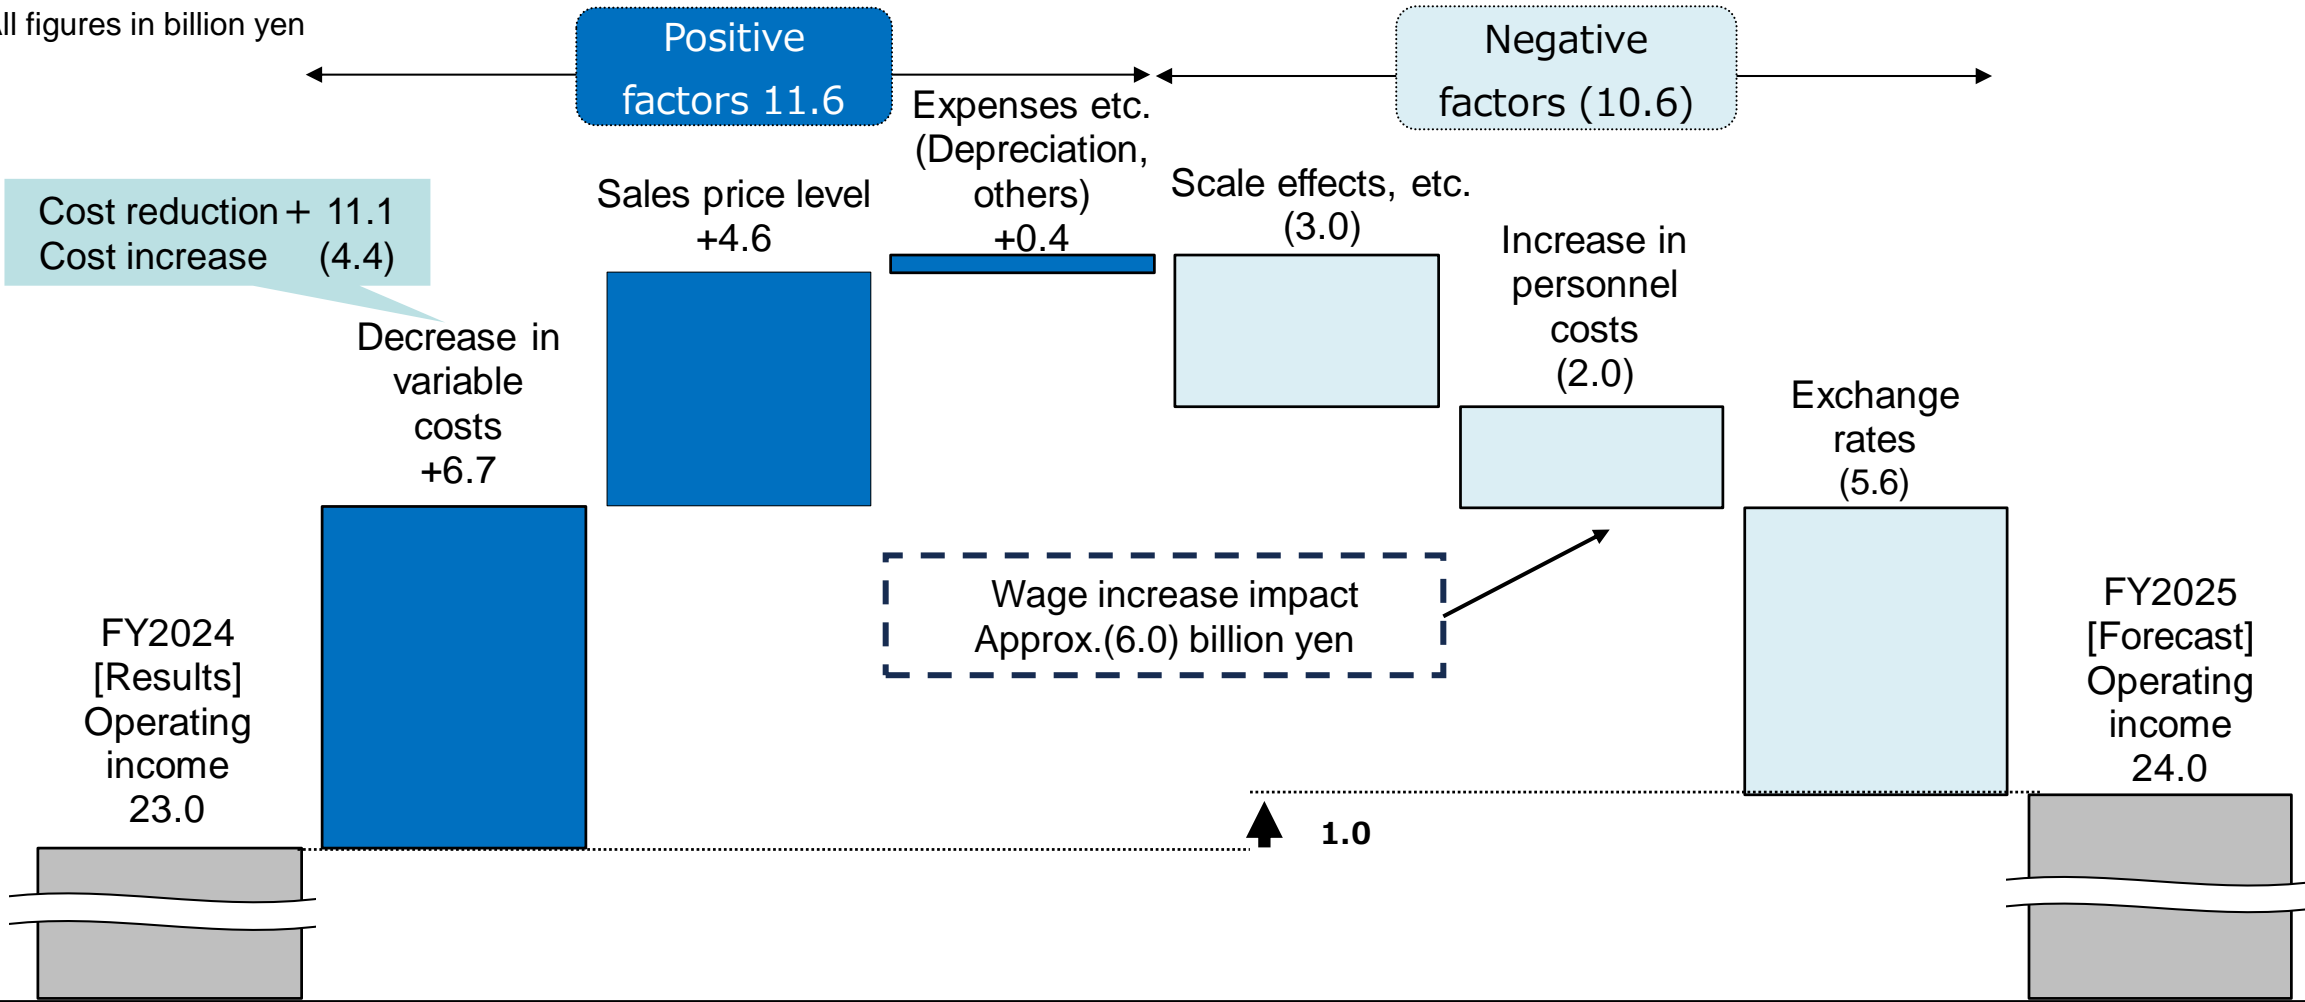 ll figures in billion yen
Positive
factors 11.6
Negative
factors (10.6)
Cost reduction + 11.1
Cost increase (4.4)
Decrease in
variable
costs
+6.7
Sales price level
+4.6
Expenses etc.
(Depreciation,
others)
+0.4
Scale effects, etc.
(3.0)
Increase in
personnel
costs
(2.0)
Exchange
rates
(5.6)
Wage increase impact
Approx.(6.0) billion yen
FY2024
[Results]
Operating
income
23.0
1.0
FY2025
[Forecast]
Operating
income
24.0